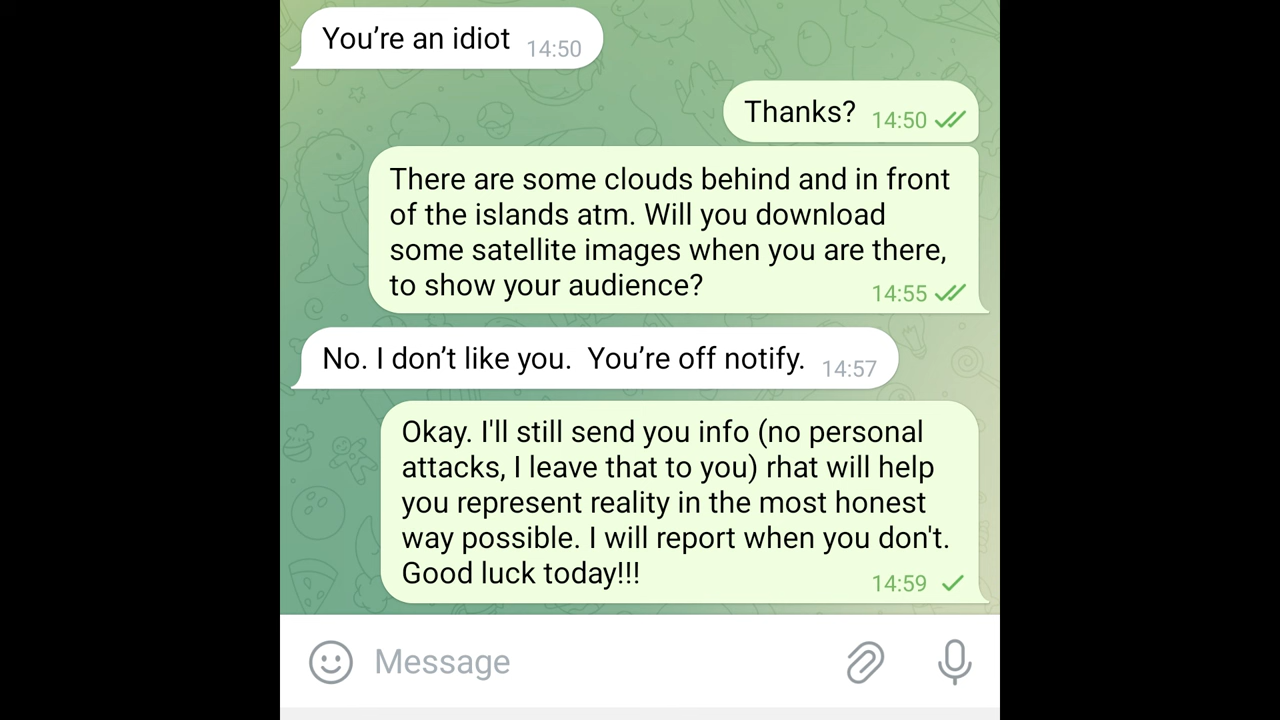 You’re an idiot 14:50
Thanks? 14:50
There are some clouds behind and in front
of the islands atm. Will you download
some satellite images when you are there,
to show your audience? 14:55
No. I don’t like you.  You’re off notify. 14:57
Okay. I'll still send you info (no personal
attacks, I leave that to you) rhat will help
you represent reality in the most honest
way possible. I will report when you don't.
Good luck today!!! 14:59
Message